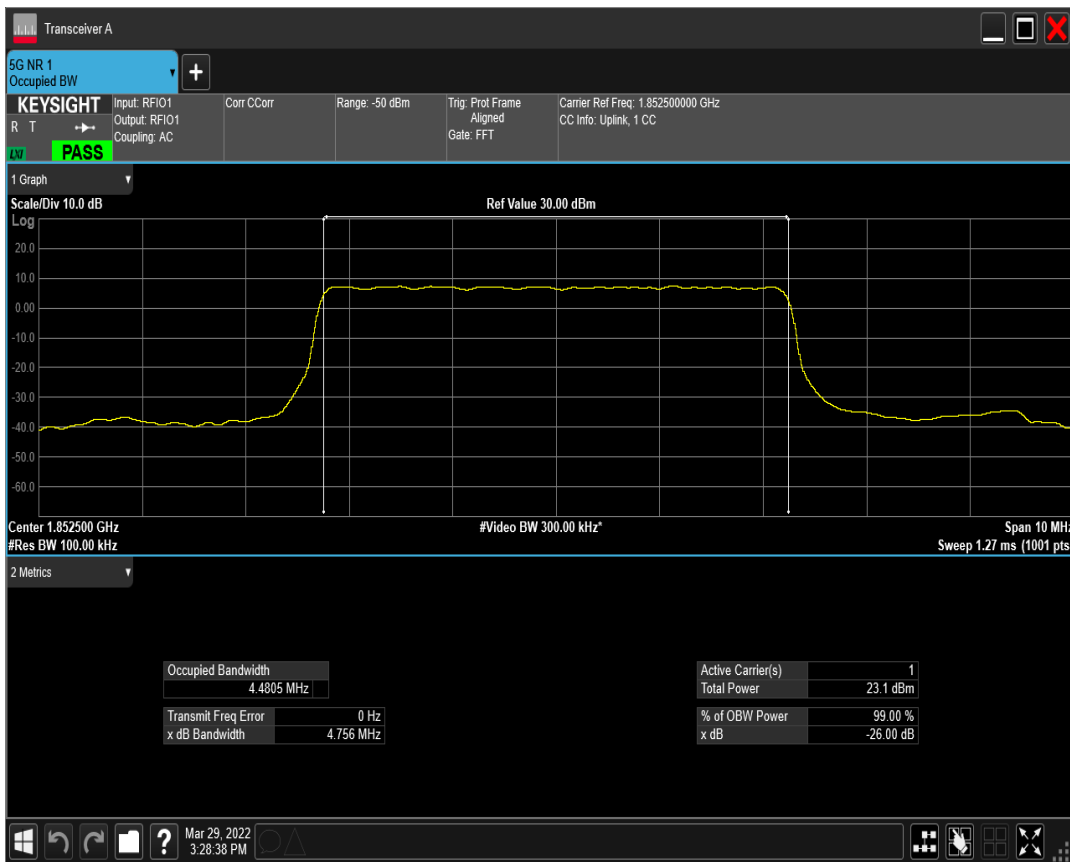 Transceiver A
5G NR 1
Occupied BW
+
KEYSIGHT
R T
LXI
PASS
Input: RFIO1
Output: RFIO1
Coupling: AC
Corr CCorr
Range: -50 dBm
Trig: Prot Frame
Aligned
Gate: FFT
Carrier Ref Freq: 1.852500000 GHz
CC Info: Uplink, 1 CC
1 Graph
Scale/Div 10.0 dB
Ref Value 30.00 dBm
Log
20.0
10.0
0.00
-10.0
-20.0
-30.0
-40.0
-50.0
-60.0
Center 1.852500 GHz
#Video BW 300.00 kHz*
Span 10 MHz
#Res BW 100.00 kHz
Sweep 1.27 ms (1001 pts
2 Metrics
Occupied Bandwidth
4.4805 MHz
Transmit Freq Error 0 Hz
x dB Bandwidth 4.756 MHz
Active Carrier(s) 1
Total Power 23.1 dBm
% of OBW Power 99.00 %
x dB -26.00 dB
?
Mar 29, 2022
3:28:38 PM